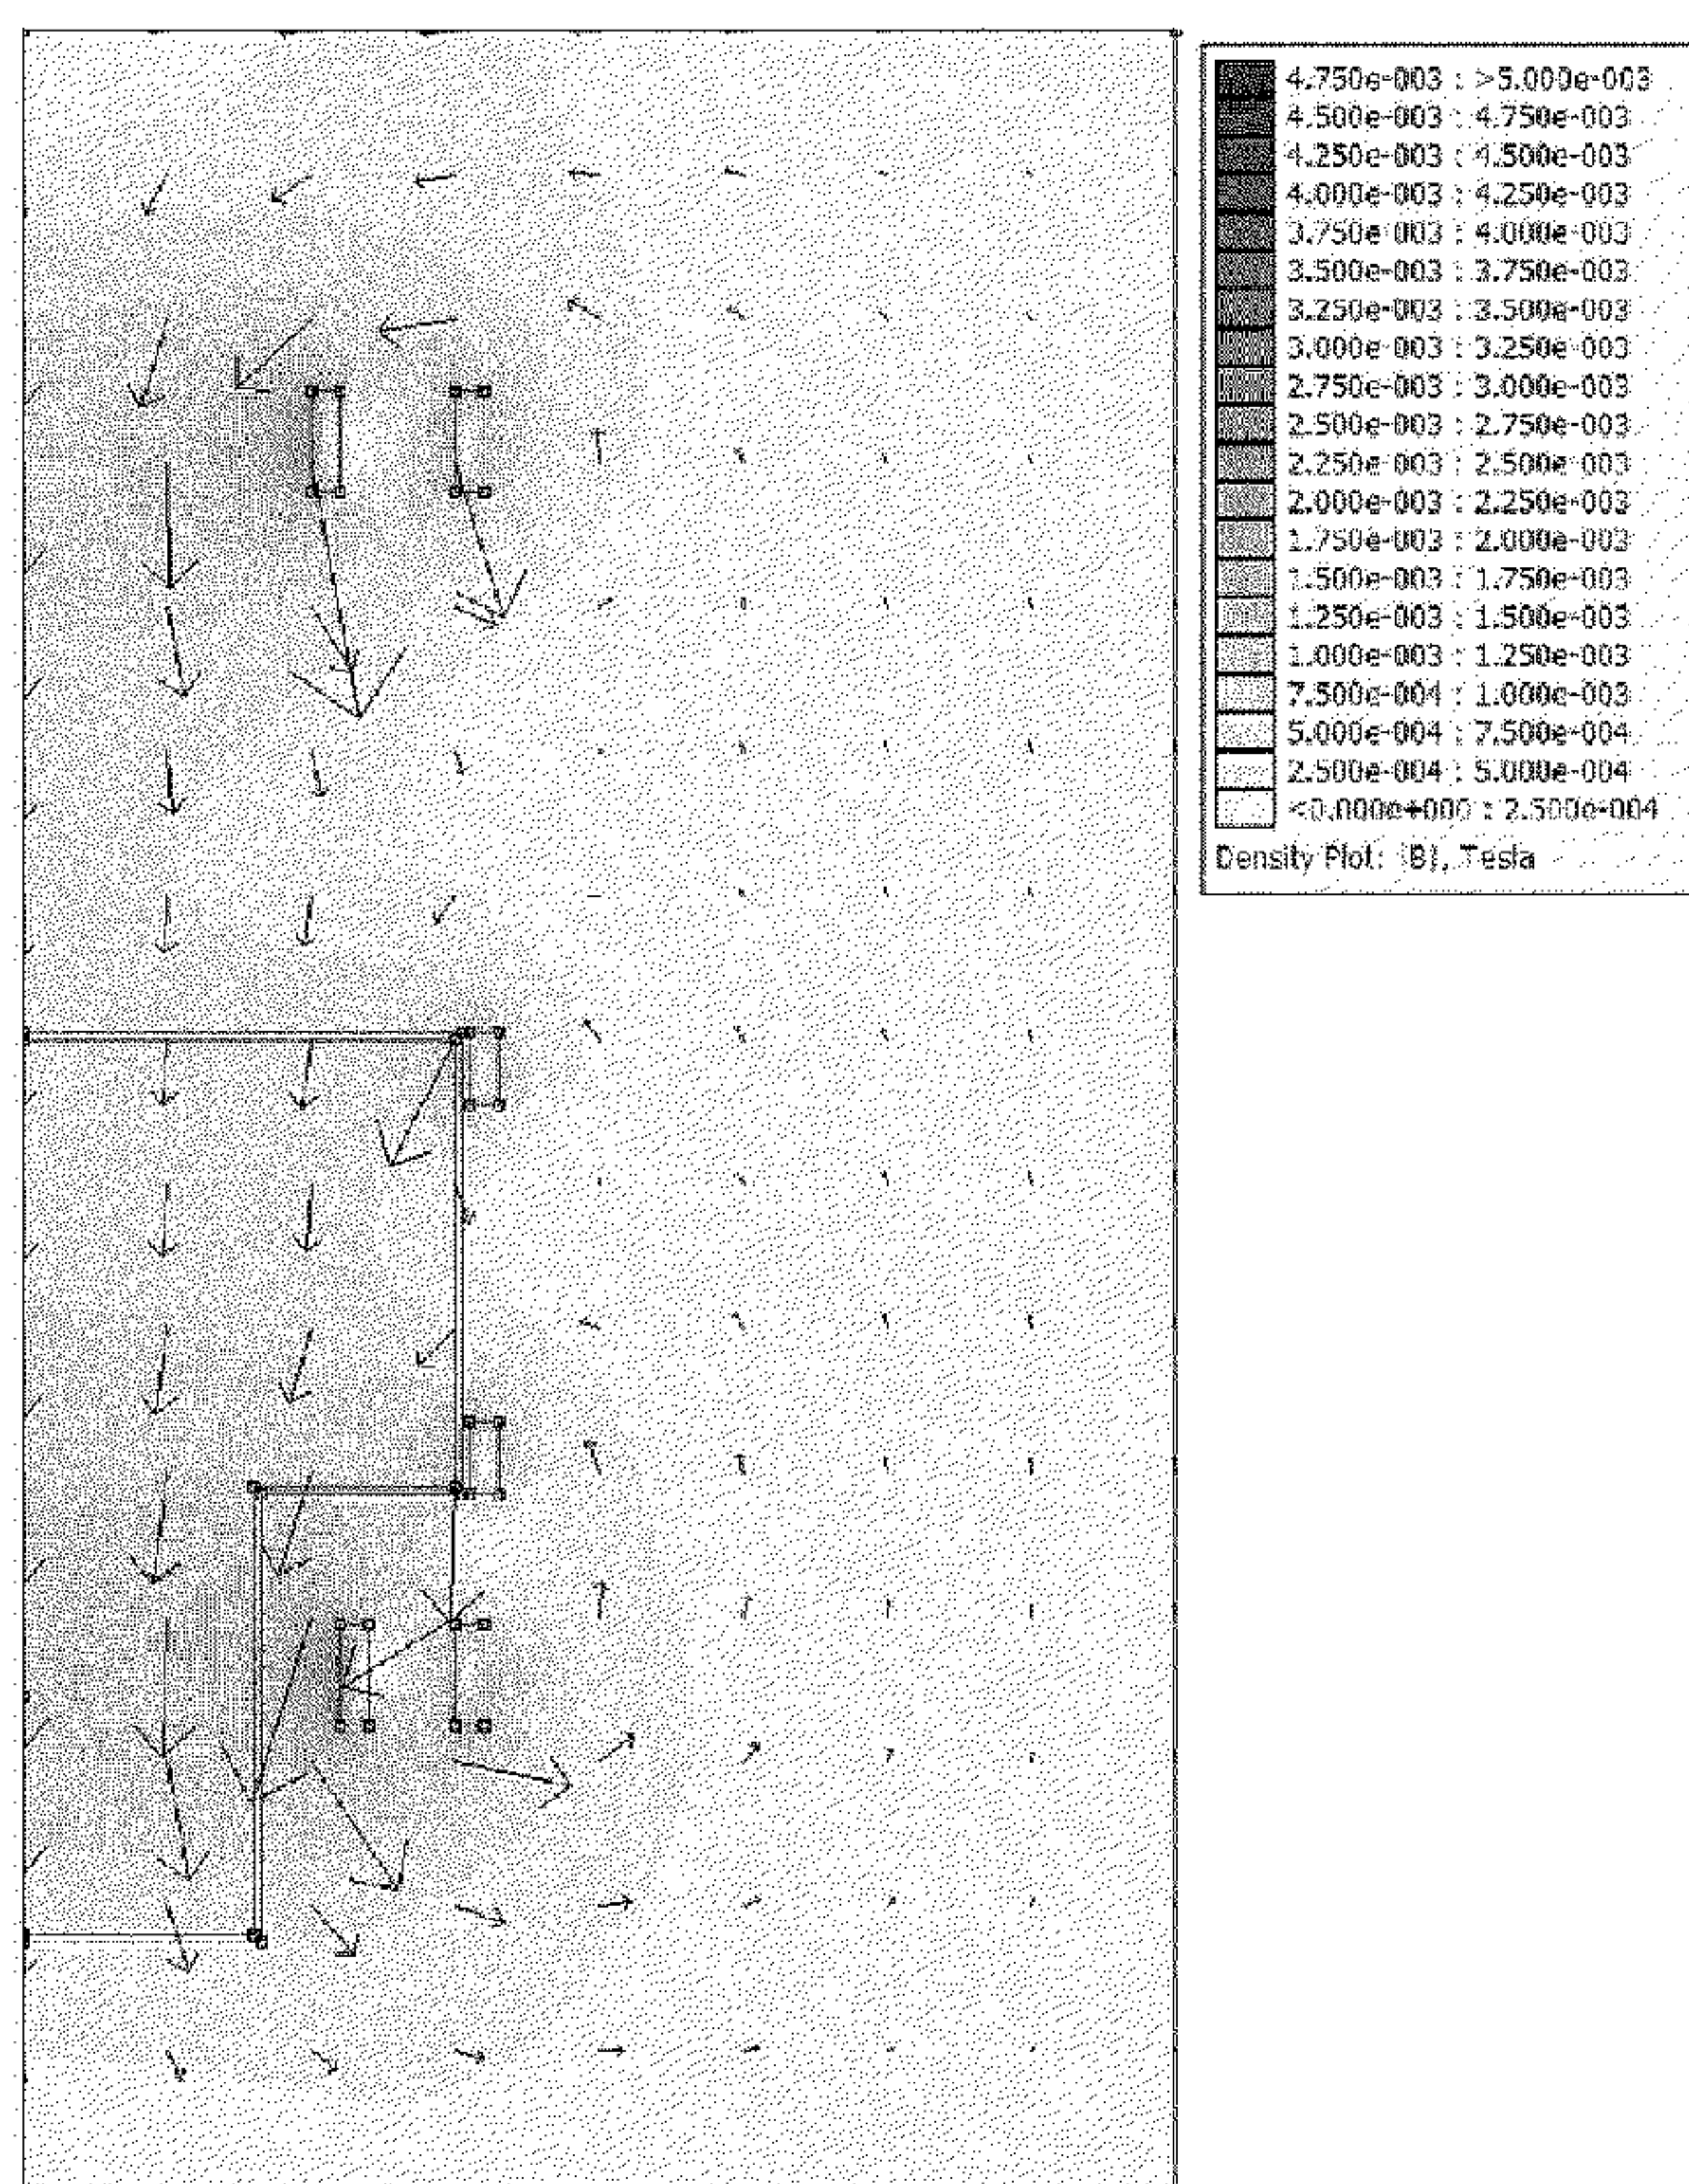 4.750e-003 : >5.000e-003
4.500e-003 : 4.750e-003
4.250e-003 : 4.500e-003
4.000e-003 : 4.250e-003
3.750e-003 : 4.000e-003
3.500e-003 : 3.750e-003
3.250e-003 : 3.500e-003
3.000e-003 : 3.250e-003
2.750e-003 : 3.000e-003
2.500e-003 : 2.750e-003
2.250e-003 : 2.500e-003
2.000e-003 : 2.250e-003
1.750e-003 : 2.000e-003
1.500e-003 : 1.750e-003
1.250e-003 : 1.500e-003
1.000e-003 : 1.250e-003
7.500e-004 : 1.000e-003
5.000e-004 : 7.500e-004
2.500e-004 : 5.000e-004
<0.000e+000 : 2.500e-004
Density Plot: |B|, Tesla